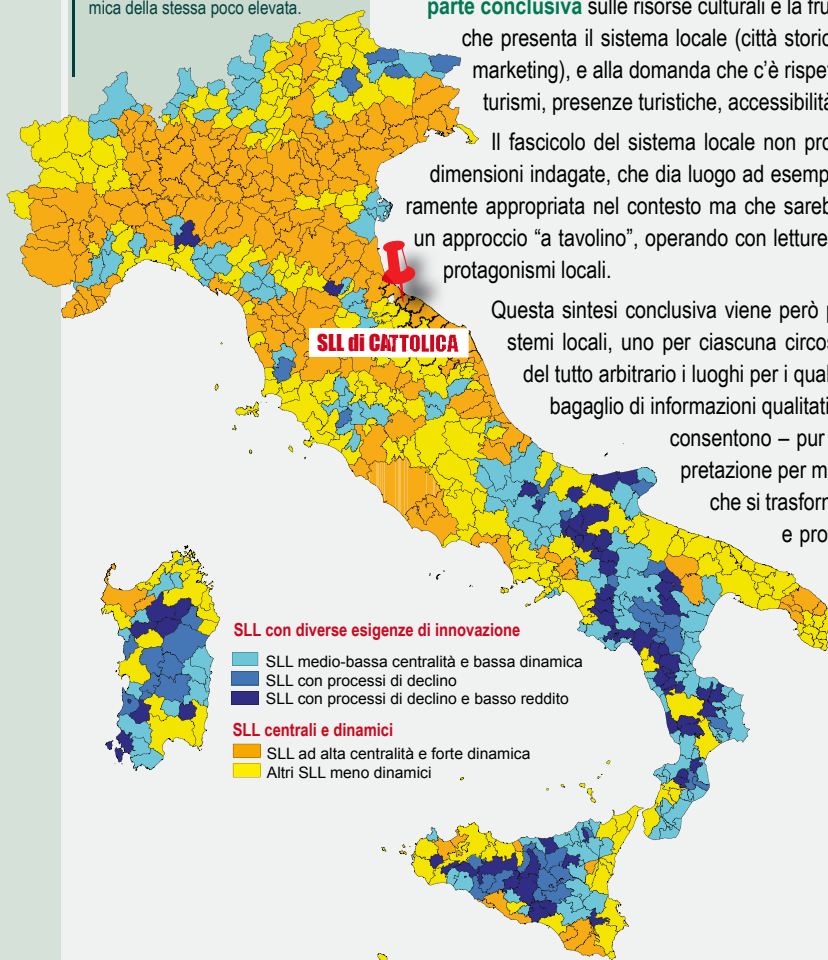 mica della stessa poco elevata.
parte conclusiva sulle risorse culturali e la fru
che presenta il sistema locale (città storic
marketing), e alla domanda che c'è rispe
turismi, presenze turistiche, accessibilità
Il fascicolo del sistema locale non pro
dimensioni indagate, che dia luogo ad esemp
ramente appropriata nel contesto ma che sareb
un approccio “a tavolino”, operando con letture
protagonismi locali.
Questa sintesi conclusiva viene però p
stemi locali, uno per ciascuna circos
del tutto arbitrario i luoghi per i qual
bagaglio di informazioni qualitati
consentono – pur
pretazione per m
che si trasforn
e pro
SLL di CATTOLICA
SLL con diverse esigenze di innovazione
SLL medio-bassa centralità e bassa dinamica
SLL con processi di declino
SLL con processi di declino e basso reddito
SLL centrali e dinamici
SLL ad alta centralità e forte dinamica
Altri SLL meno dinamici